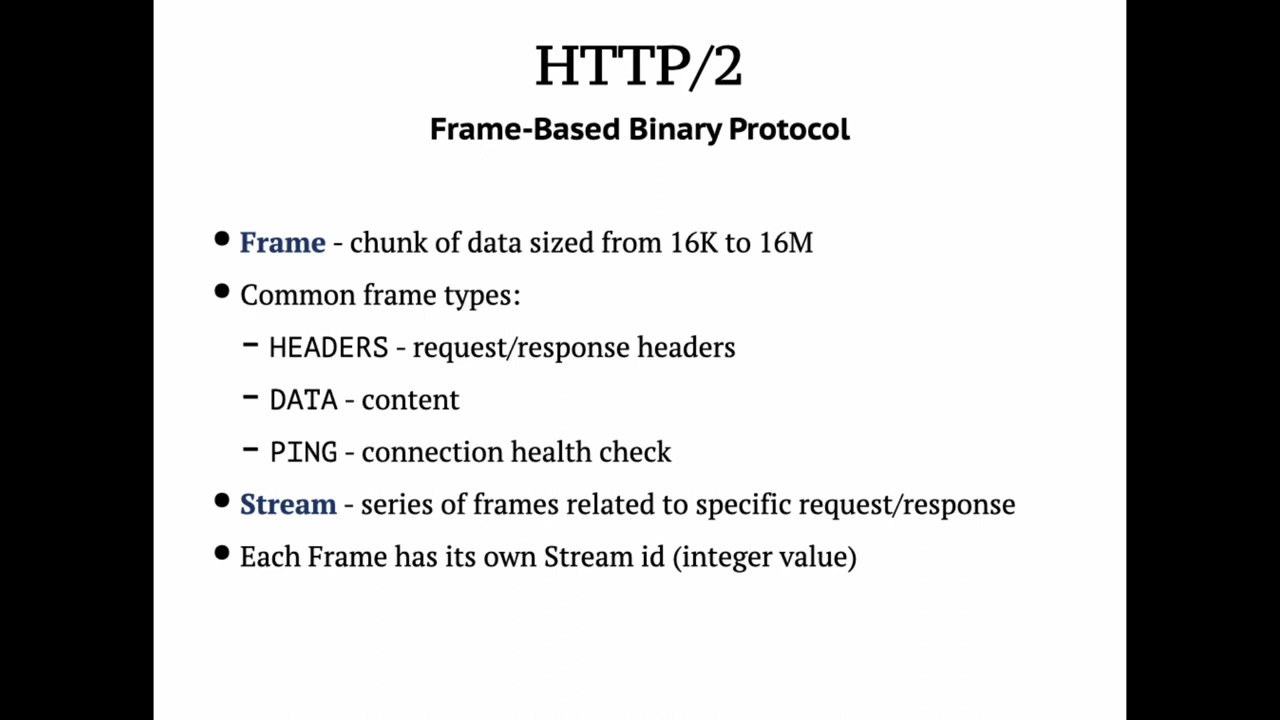 HTTP/2
Frame-Based Binary Protocol
● Frame - chunk of data sized from 16K to 16M
● Common frame types:
– HEADERS - request/response headers
– DATA - content
– PING - connection health check
● Stream - series of frames related to specific request/response
● Each Frame has its own Stream id (integer value)